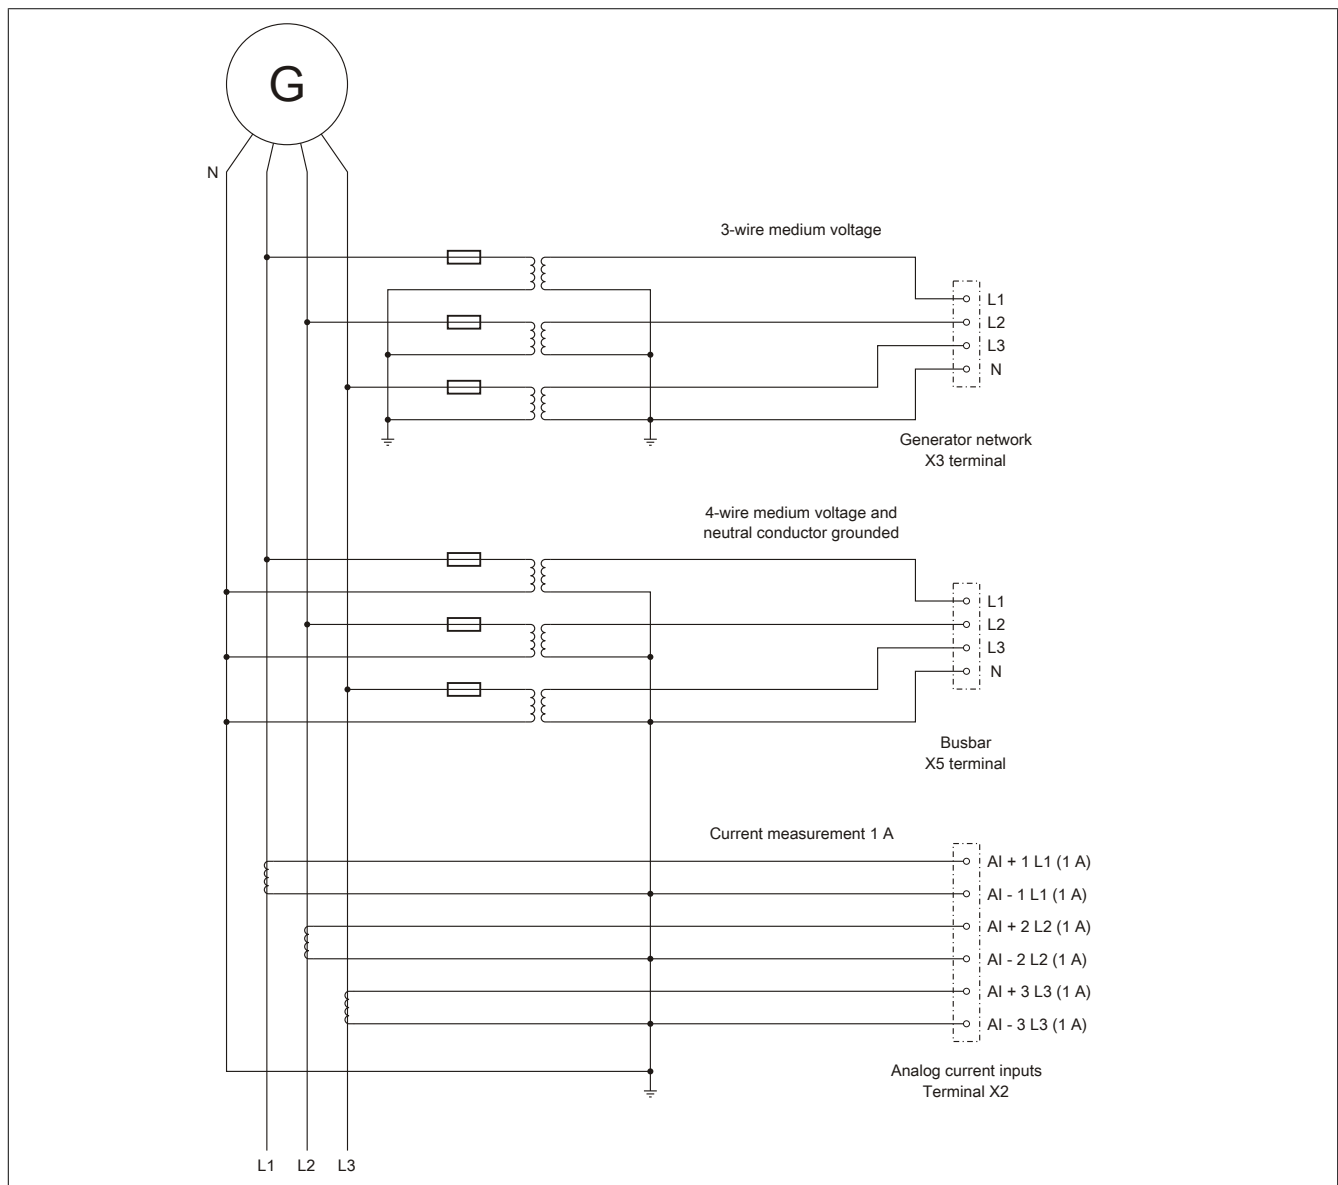 G
N
3-wire medium voltage
L1
L2
L3
N
Generator network
X3 terminal
4-wire medium voltage and
neutral conductor grounded
L1
L2
L3
N
Busbar
X5 terminal
Current measurement 1 A
AI + 1 L1 (1 A)
AI - 1 L1 (1 A)
AI + 2 L2 (1 A)
AI - 2 L2 (1 A)
AI + 3 L3 (1 A)
AI - 3 L3 (1 A)
Analog current inputs
Terminal X2
L1 L2 L3